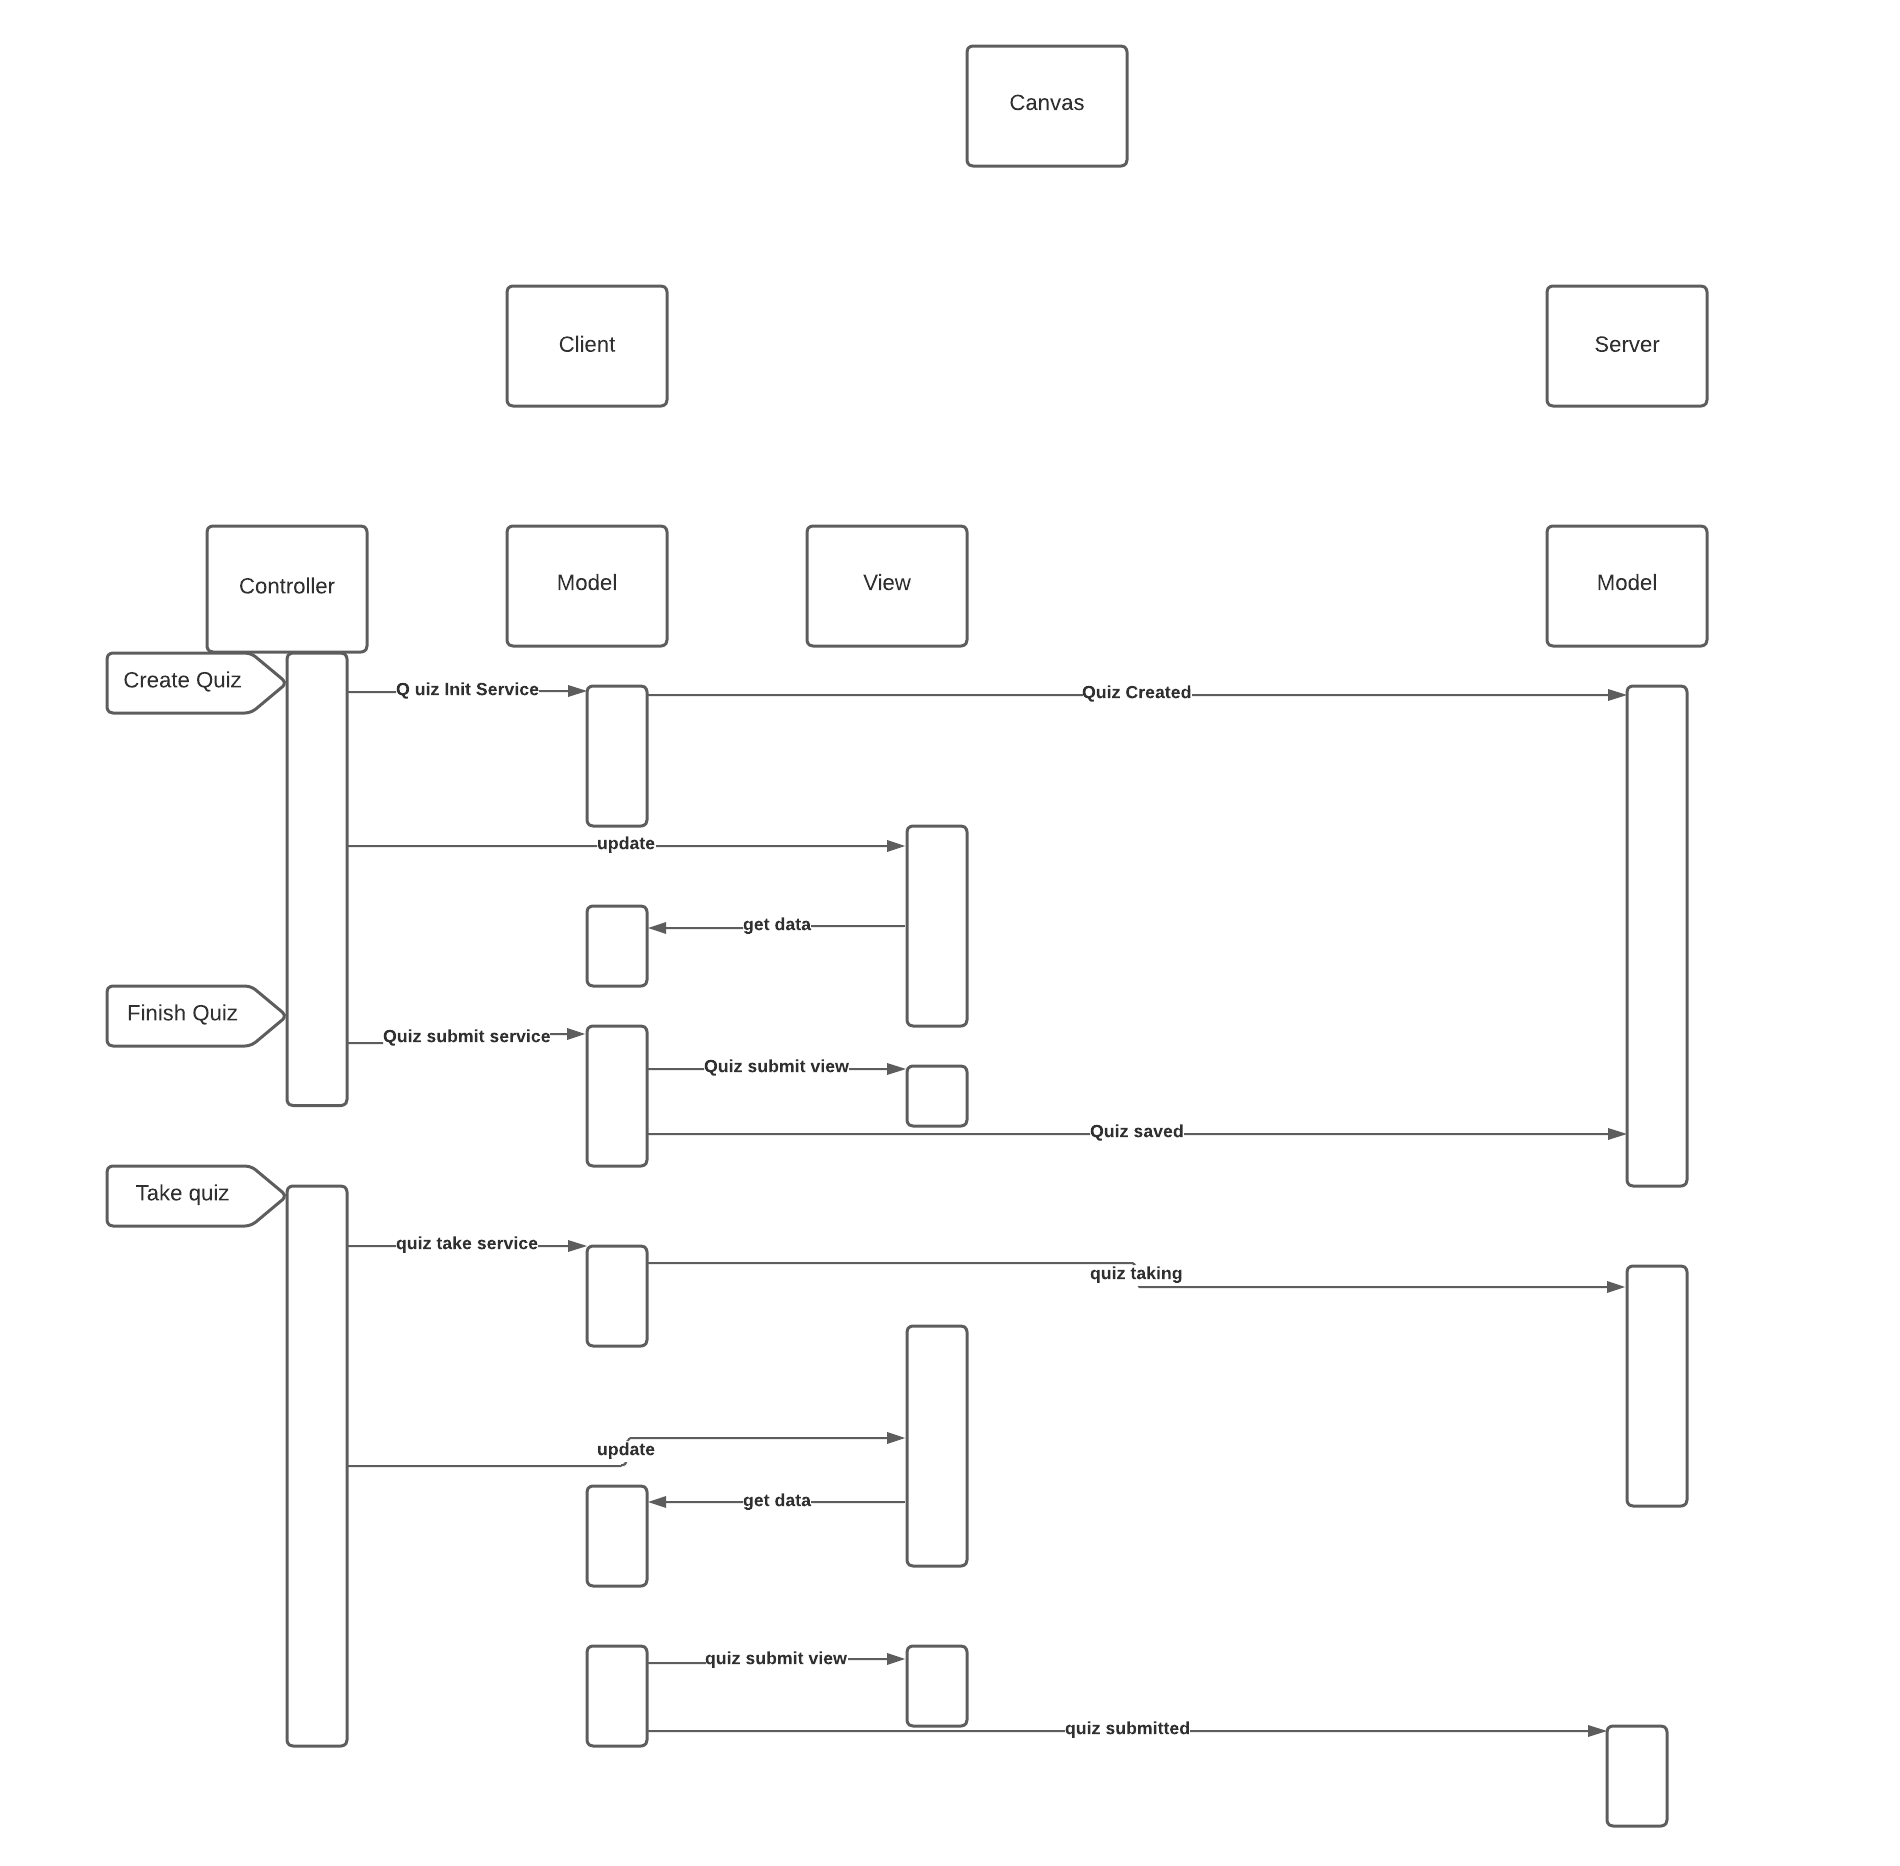 Canvas
Client
Server
Controller
Model
View
Model
Create Quiz
Q uiz Init Service
Quiz Created
update
get data
Finish Quiz
Quiz submit service
Quiz submit view
Quiz saved
Take quiz
quiz take service
quiz taking
update
get data
quiz submit view
quiz submitted